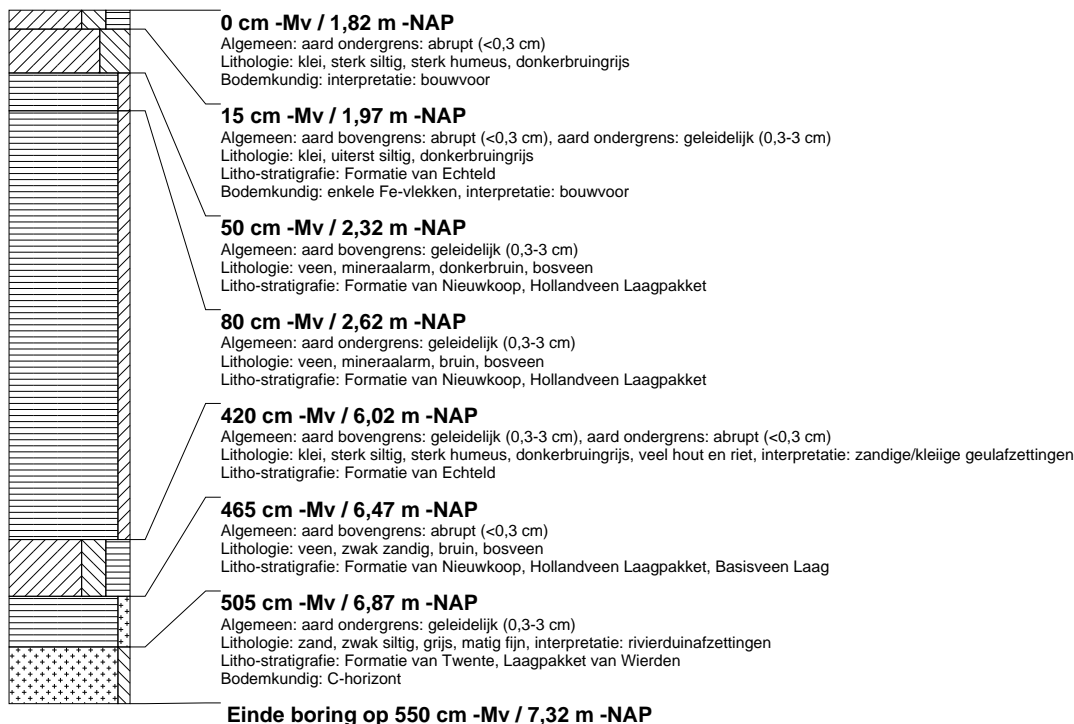 0 cm -Mv / 1,82 m -NAP
Algemeen: aard ondergrens: abrupt (<0,3 cm)
Lithologie: klei, sterk siltig, sterk humeus, donkerbruingrijs
Bodemkundig: interpretatie: bouwvoor
15 cm -Mv / 1,97 m -NAP
Algemeen: aard bovengrens: abrupt (<0,3 cm), aard ondergrens: geleidelijk (0,3-3 cm)
Lithologie: klei, uiterst siltig, donkerbruingrijs
Litho-stratigrafie: Formatie van Echteld
Bodemkundig: enkele Fe-vlekken, interpretatie: bouwvoor
50 cm -Mv / 2,32 m -NAP
Algemeen: aard bovengrens: geleidelijk (0,3-3 cm)
Lithologie: veen, mineraalarm, donkerbruin, bosveen
Litho-stratigrafie: Formatie van Nieuwkoop, Hollandveen Laagpakket
80 cm -Mv / 2,62 m -NAP
Algemeen: aard ondergrens: geleidelijk (0,3-3 cm)
Lithologie: veen, mineraalarm, bruin, bosveen
Litho-stratigrafie: Formatie van Nieuwkoop, Hollandveen Laagpakket
420 cm -Mv / 6,02 m -NAP
Algemeen: aard bovengrens: geleidelijk (0,3-3 cm), aard ondergrens: abrupt (<0,3 cm)
Lithologie: klei, sterk siltig, sterk humeus, donkerbruingrijs, veel hout en riet, interpretatie: zandige/kleiige geulafzettingen
Litho-stratigrafie: Formatie van Echteld
465 cm -Mv / 6,47 m -NAP
Algemeen: aard bovengrens: abrupt (<0,3 cm)
Lithologie: veen, zwak zandig, bruin, bosveen
Litho-stratigrafie: Formatie van Nieuwkoop, Hollandveen Laagpakket, Basisveen Laag
505 cm -Mv / 6,87 m -NAP
Algemeen: aard ondergrens: geleidelijk (0,3-3 cm)
Lithologie: zand, zwak siltig, grijs, matig fijn, interpretatie: rivierduinafzettingen
Litho-stratigrafie: Formatie van Twente, Laagpakket van Wierden
Bodemkundig: C-horizont
Einde boring op 550 cm -Mv / 7,32 m -NAP